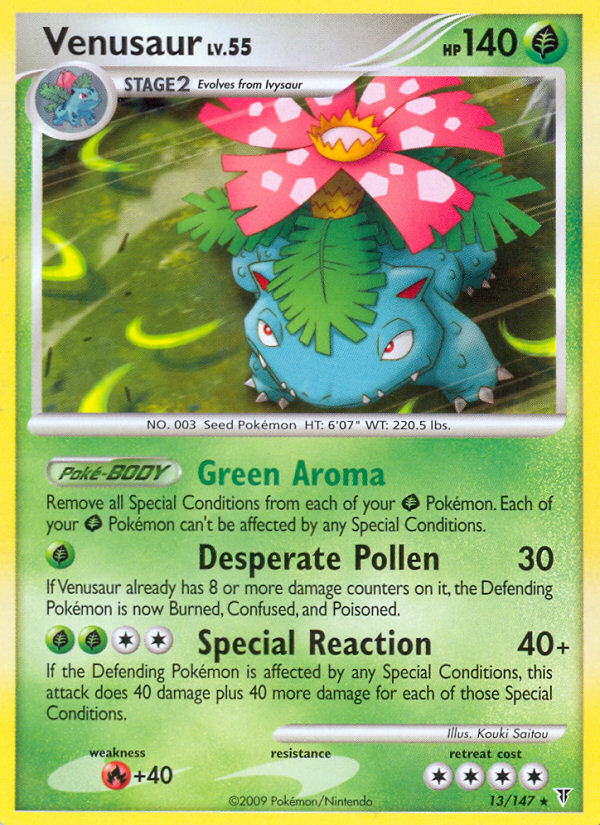 Venusaur LV.55
HP 140
STAGE2 Evolves from Ivysaur
NO. 003 Seed Pokémon HT: 6'07" WT: 220.5 lbs.
Poké-BODY Green Aroma
Remove all Special Conditions from each of your Pokémon. Each of
your Pokémon can't be affected by any Special Conditions.
Desperate Pollen 30
If Venusaur already has 8 or more damage counters on it, the Defending
Pokémon is now Burned, Confused, and Poisoned.
Special Reaction 40+
If the Defending Pokémon is affected by any Special Conditions, this
attack does 40 damage plus 40 more damage for each of those Special
Conditions.
Illus. Kouki Saitou
weakness resistance retreat cost
+40
©2009 Pokémon/Nintendo 13/147 ★